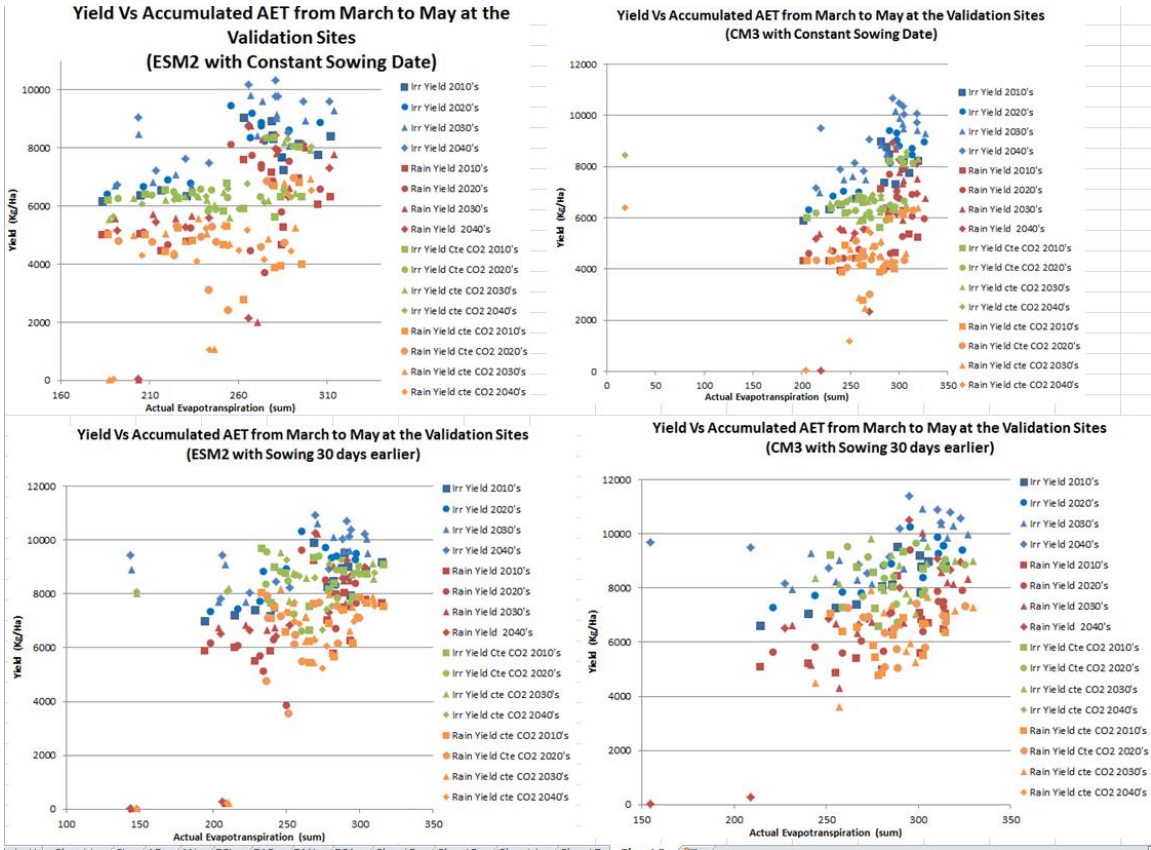 Yield Vs Accumulated AET from March to May at the
Validation Sites
(ESM2 with Constant Sowing Date)
10000
8000
6000
4000
2000
0
160
210
260
310
Yield (Kg/Ha)
Actual Evapotranspiration (sum)
Irr Yield 2010's
Irr Yield 2020's
Irr Yield 2030's
Irr Yield 2040's
Rain Yield 2010's
Rain Yield 2020's
Rain Yield 2030's
Rain Yield 2040's
Irr Yield Cte CO2 2010's
Irr Yield Cte CO2 2020's
Irr Yield cte CO2 2030's
Irr Yield cte CO2 2040's
Rain Yield cte CO2 2010's
Rain Yield Cte CO2 2020's
Rain Yield cte CO2 2030's
Rain Yield cte CO2 2040's
Yield Vs Accumulated AET from March to May at the Validation Sites
(CM3 with Constant Sowing Date)
12000
10000
8000
6000
4000
2000
0
0
50
100
150
200
250
300
350
Yield (Kg/Ha)
Actual Evapotranspiration (sum)
Irr Yield 2010's
Irr Yield 2020's
Irr Yield 2030's
Irr Yield 2040's
Rain Yield 2010's
Rain Yield 2020's
Rain Yield 2030's
Rain Yield 2040's
Irr Yield Cte CO2 2010's
Irr Yield Cte CO2 2020's
Irr Yield cte CO2 2030's
Irr Yield cte CO2 2040's
Rain Yield cte CO2 2010's
Rain Yield Cte CO2 2020's
Rain Yield cte CO2 2030's
Rain Yield cte CO2 2040's
Yield Vs Accumulated AET from March to May at the Validation Sites
(ESM2 with Sowing 30 days earlier)
12000
10000
8000
6000
4000
2000
0
100
150
200
250
300
350
Yield (Kg/Ha)
Actual Evapotranspiration (sum)
Irr Yield 2010's
Irr Yield 2020's
Irr Yield 2030's
Irr Yield 2040's
Rain Yield 2010's
Rain Yield 2020's
Rain Yield 2030's
Rain Yield 2040's
Irr Yield Cte CO2 2010's
Irr Yield Cte CO2 2020's
Irr Yield cte CO2 2030's
Irr Yield cte CO2 2040's
Rain Yield cte CO2 2010's
Rain Yield Cte CO2 2020's
Rain Yield cte CO2 2030's
Rain Yield cte CO2 2040's
Yield Vs Accumulated AET from March to May at the Validation Sites
(CM3 with Sowing 30 days earlier)
12000
10000
8000
6000
4000
2000
0
150
200
250
300
350
Yield (Kg/Ha)
Actual Evapotranspiration (sum)
Irr Yield 2010's
Irr Yield 2020's
Irr Yield 2030's
Irr Yield 2040's
Rain Yield 2010's
Rain Yield 2020's
Rain Yield 2030's
Rain Yield 2040's
Irr Yield Cte CO2 2010's
Irr Yield Cte CO2 2020's
Irr Yield cte CO2 2030's
Irr Yield cte CO2 2040's
Rain Yield cte CO2 2010's
Rain Yield Cte CO2 2020's
Rain Yield cte CO2 2030's
Rain Yield cte CO2 2040's